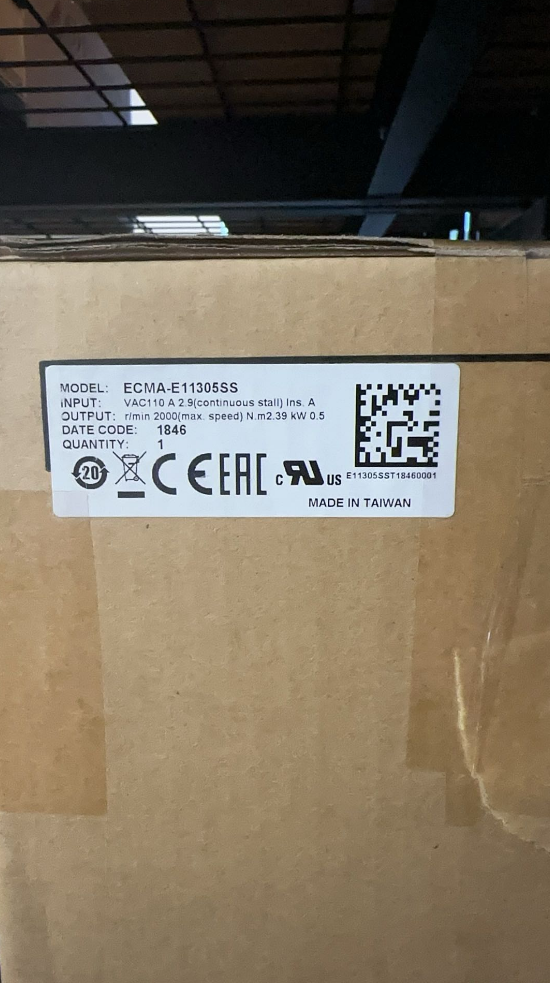 MODEL: ECMA-E11305SS
INPUT: VAC110 A 2.9(continuous stall) Ins. A
OUTPUT: r/min 2000(max. speed) N.m2.39 kW 0.5
DATE CODE: 1846
QUANTITY: 1
20 CE EAC c RU US
E11305SST18460001
MADE IN TAIWAN